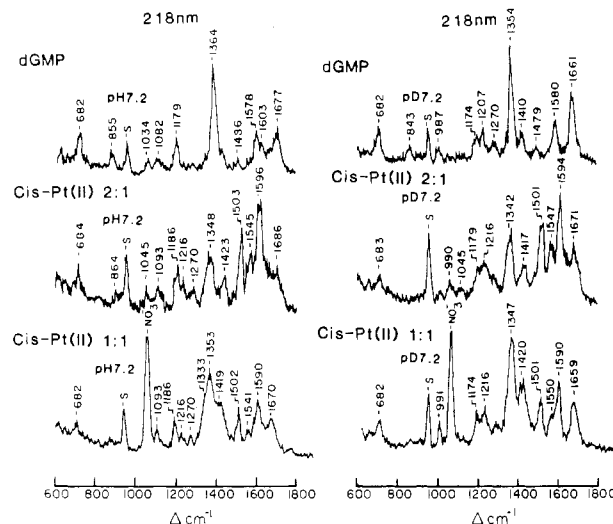 218nm
dGMP
pH7.2
682
855
S
1034
1082
1179
1364
1436
1578
1603
1677
Cis-Pt(II) 2:1
pH7.2
684
864
S
1045
1093
1186
1216
1270
1348
1423
1503
1545
1596
1686
Cis-Pt(II) 1:1
pH7.2
682
S
NO3
1093
1186
1216
1270
1333
1353
1419
1502
1541
1590
1670
600 800 1000 1200 1400 1600 1800
Δ cm-1
218nm
dGMP
pD7.2
682
843
S
987
1174
1207
1270
1354
1410
1479
1580
1661
Cis-Pt(II) 2:1
pD7.2
683
S
990
1045
1179
1216
1342
1417
1501
1547
1594
1671
Cis-Pt(II) 1:1
pD7.2
682
S
991
NO3
1174
1216
1347
1420
1501
1550
1590
1659
600 800 1000 1200 1400 1600 1800
Δ cm-1